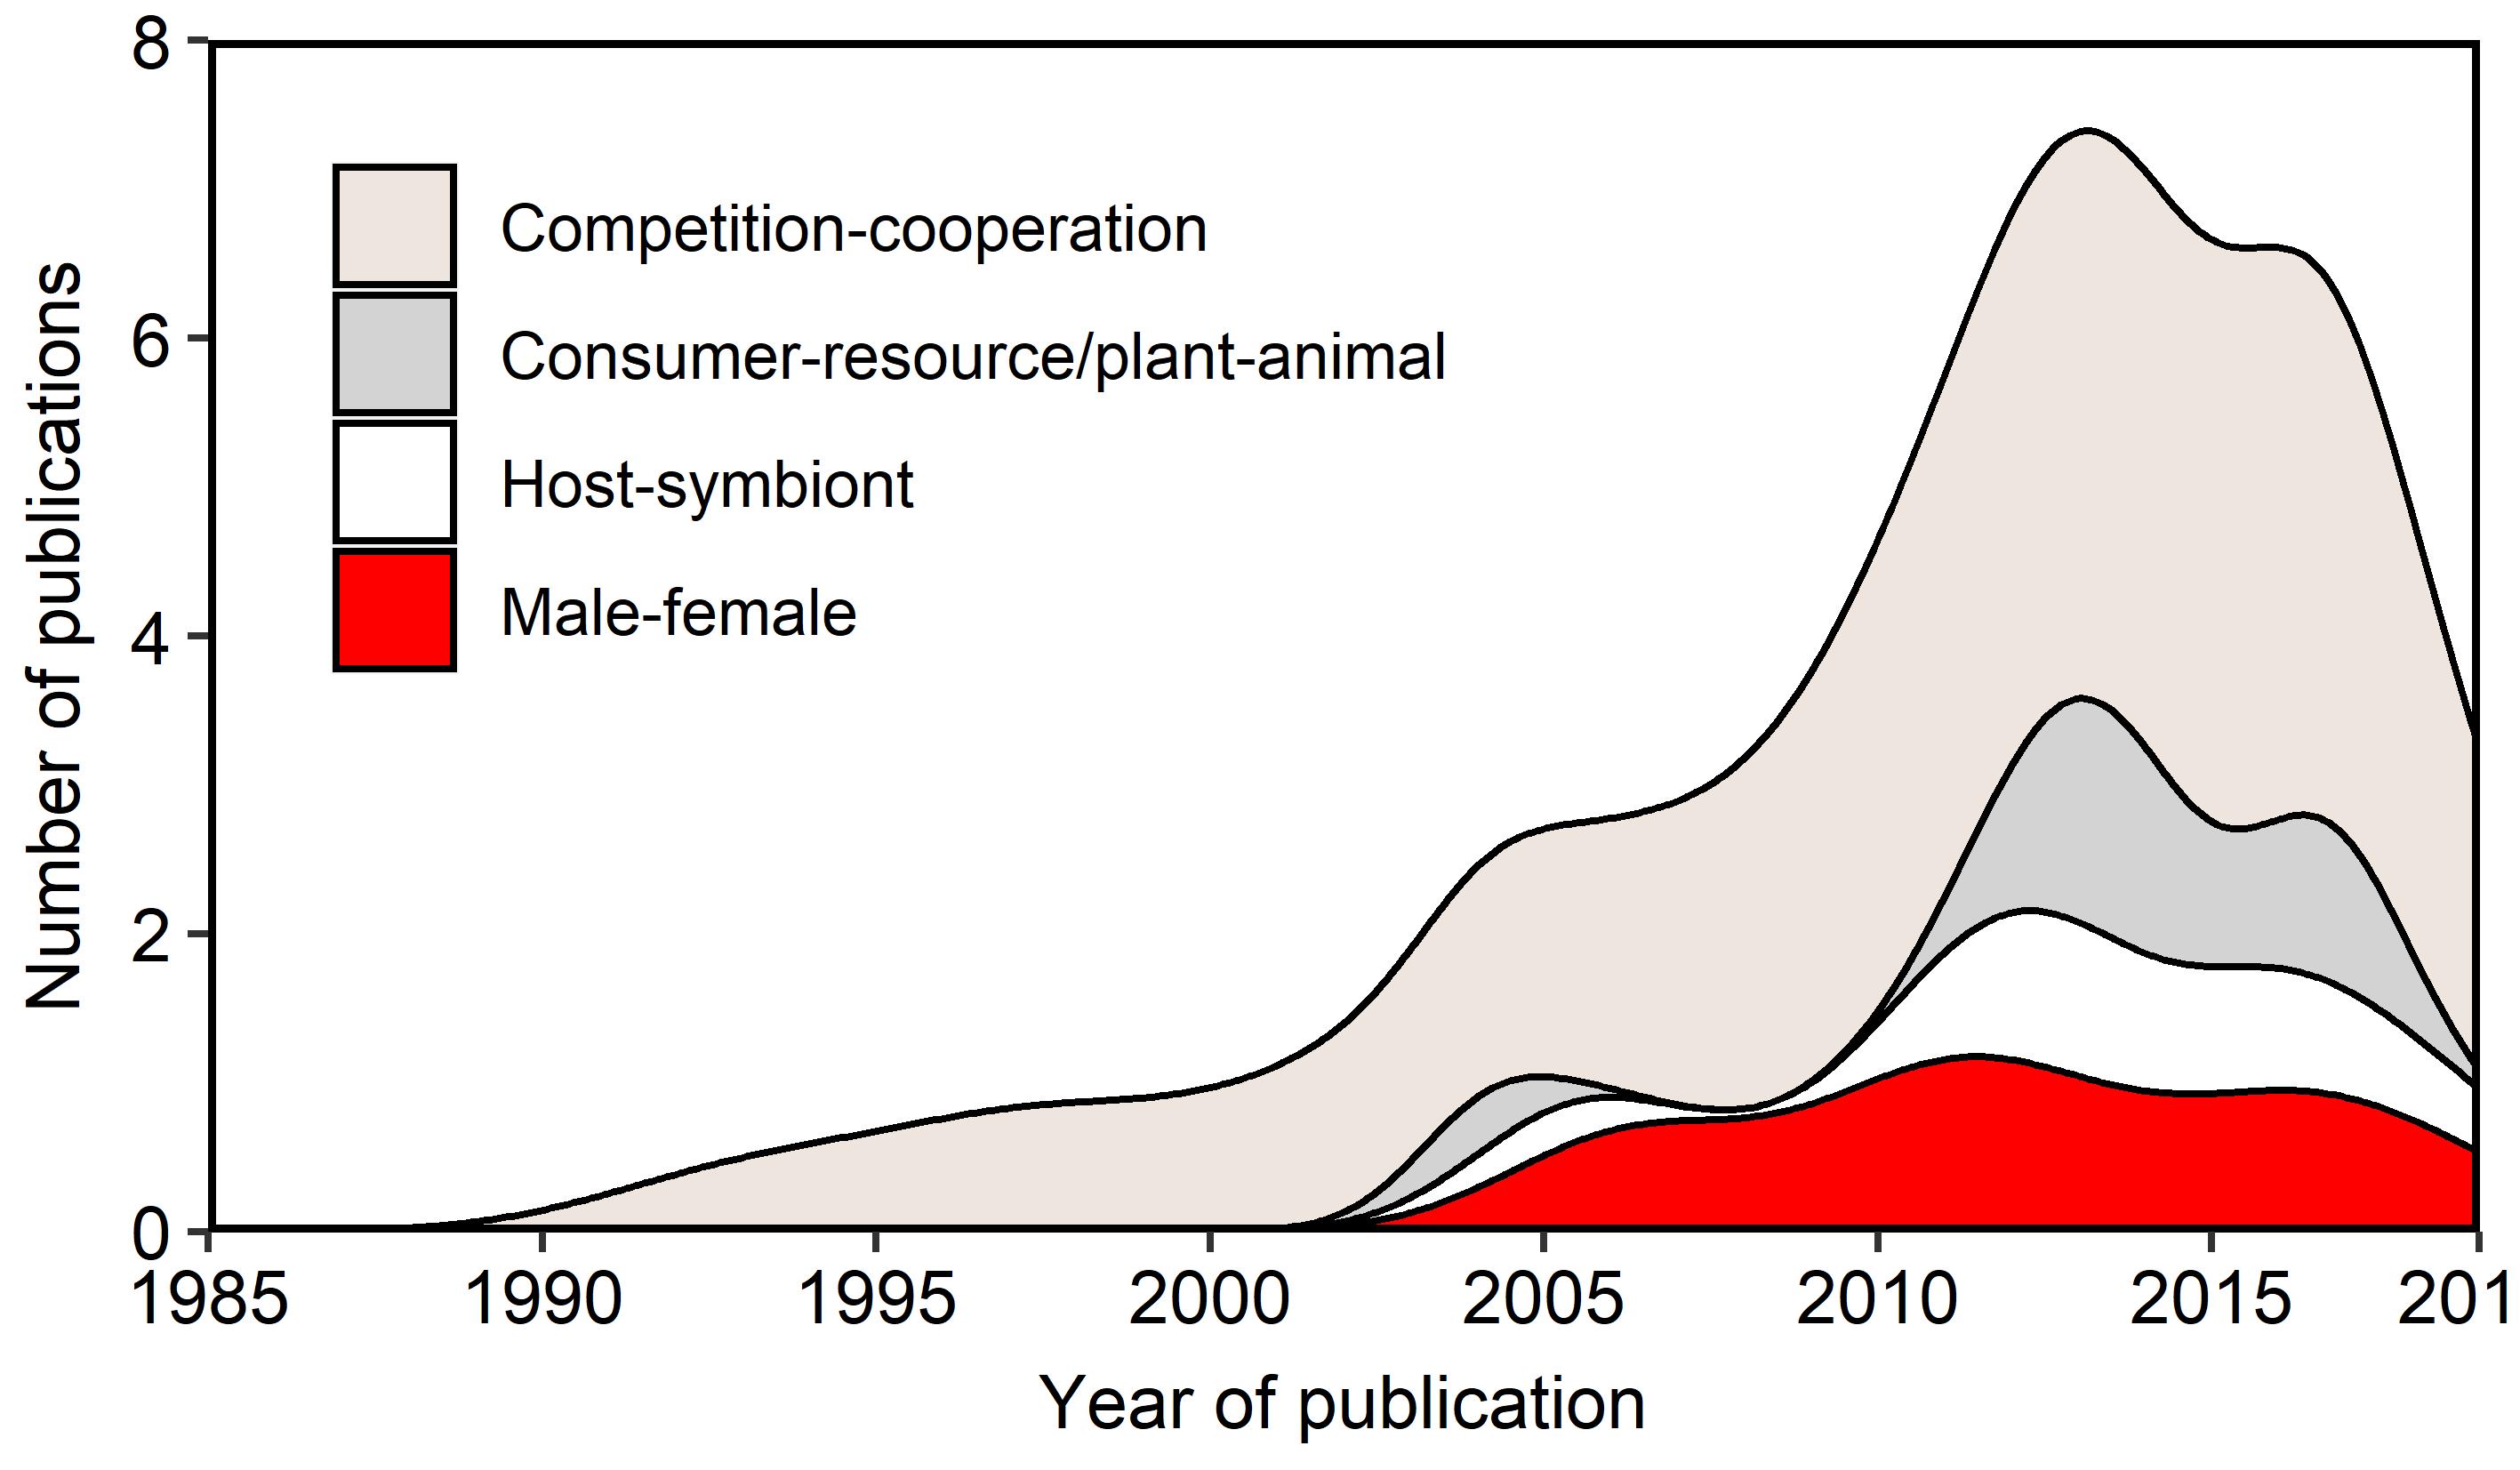 Number of publications
8
6
4
2
0
Competition-cooperation
Consumer-resource/plant-animal
Host-symbiont
Male-female
1985 1990 1995 2000 2005 2010 2015 201
Year of publication